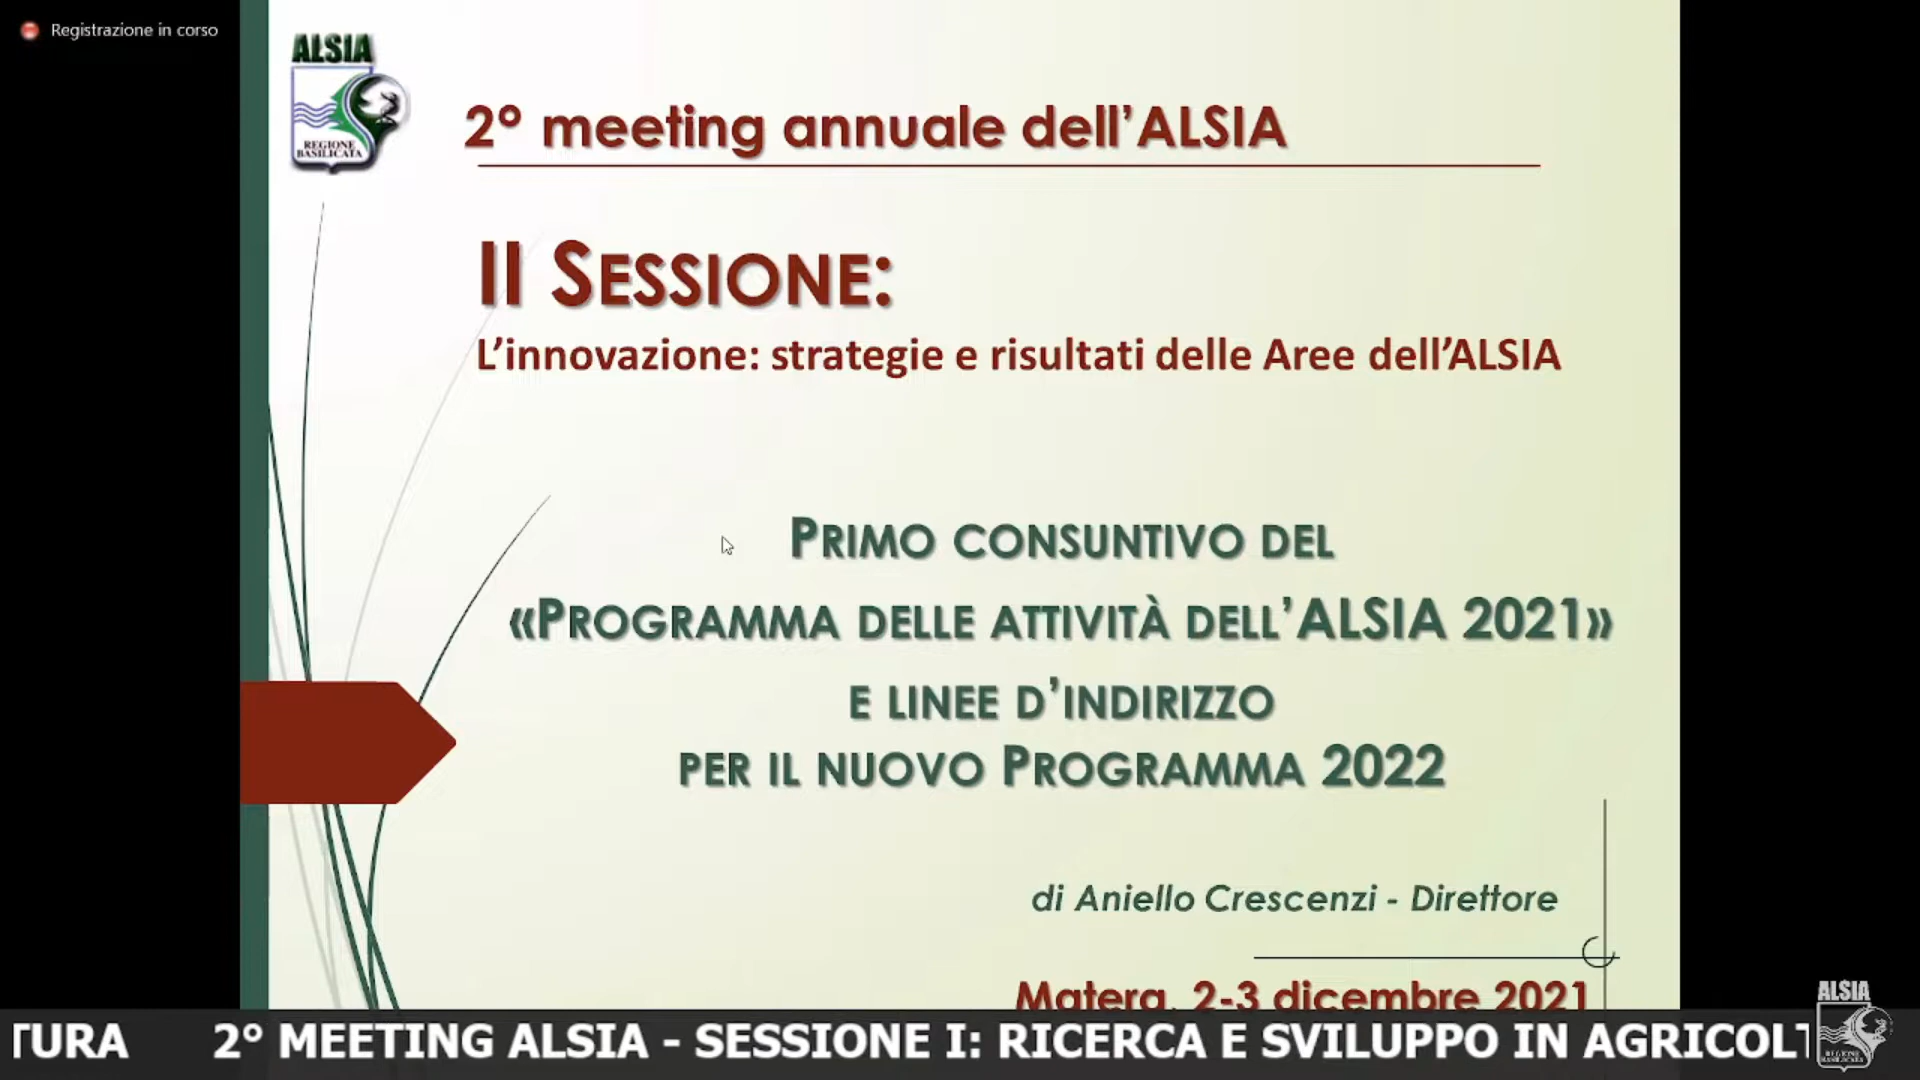 Registrazione in corso
ALSIA
REGIONE
BASILICATA
2° meeting annuale dell’ALSIA
II SESSIONE:
L’innovazione: strategie e risultati delle Aree dell’ALSIA
PRIMO CONSUNTIVO DEL
«PROGRAMMA DELLE ATTIVITÀ DELL’ALSIA 2021»
E LINEE D’INDIRIZZO
PER IL NUOVO PROGRAMMA 2022
di Aniello Crescenzi - Direttore
Matera, 2-3 dicembre 2021
TURA 2° MEETING ALSIA - SESSIONE I: RICERCA E SVILUPPO IN AGRICOLT
ALSIA
REGIONE
BASILICATA